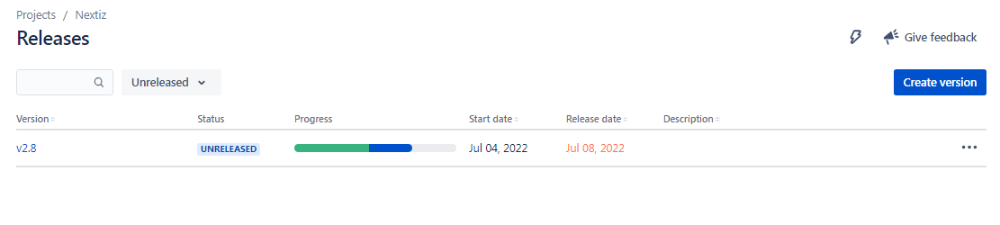 Projects / Nextiz
Releases
Give feedback
Unreleased
Create version
Version Status Progress Start date Release date Description
v2.8 UNRELEASED Jul 04, 2022 Jul 08, 2022